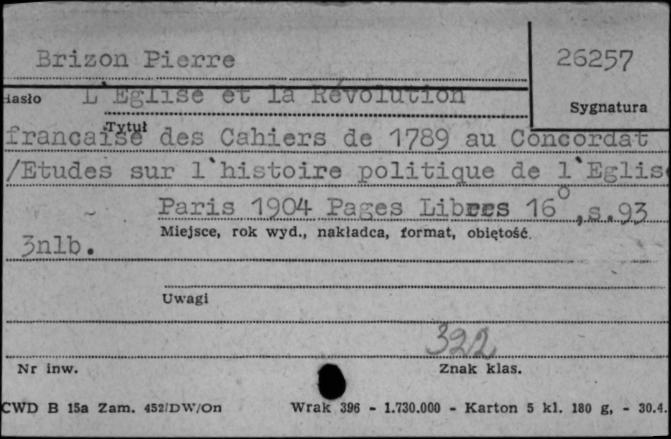 Brizon Pierre
26257
Hasło
L'Eglise et la Révolution
Sygnatura
Tytuł
francaise des Cahiers de 1789 au Concordat
/Etudes sur l'histoire politique de l'Eglise
Paris 1904 Pages Libres 16°, s. 93
Miejsce, rok wyd., nakładca, format, objętość.
3nlb.
Uwagi
322
Nr inw.
Znak klas.
CWD B 15a Zam. 452/DW/On
Wrak 396 - 1.730.000 - Karton 5 kl. 180 g, - 30.4.